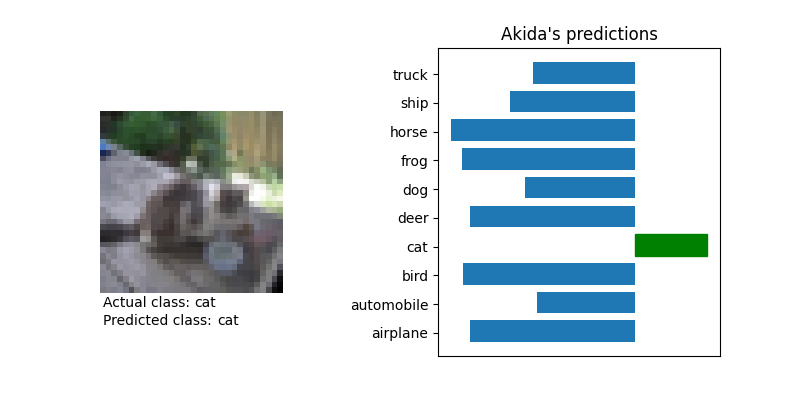 Akida's predictions
truck
ship
horse
frog
dog
deer
cat
bird
automobile
airplane
Actual class: cat
Predicted class: cat